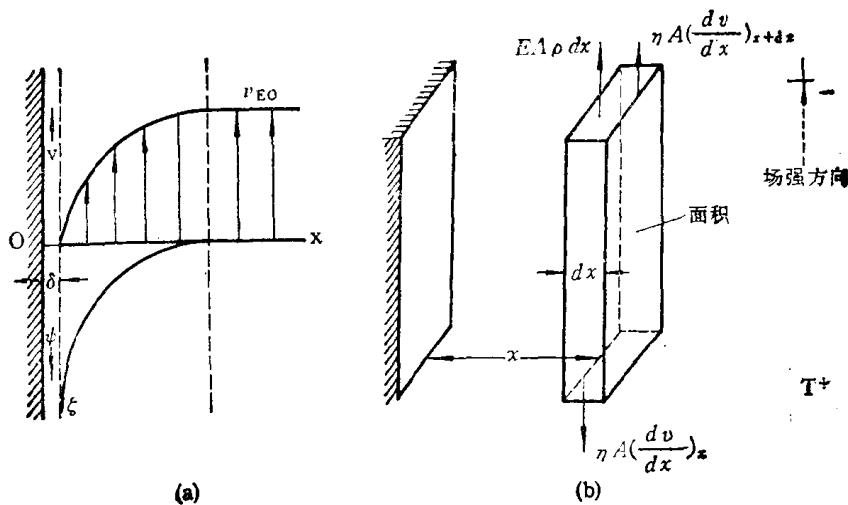 v_EO
v
O
x
δ
ψ
ζ
(a)
EAρdx
ηA(dv/dx)_{x+dx}
场强方向
面积
dx
x
T+
ηA(dv/dx)_x
(b)